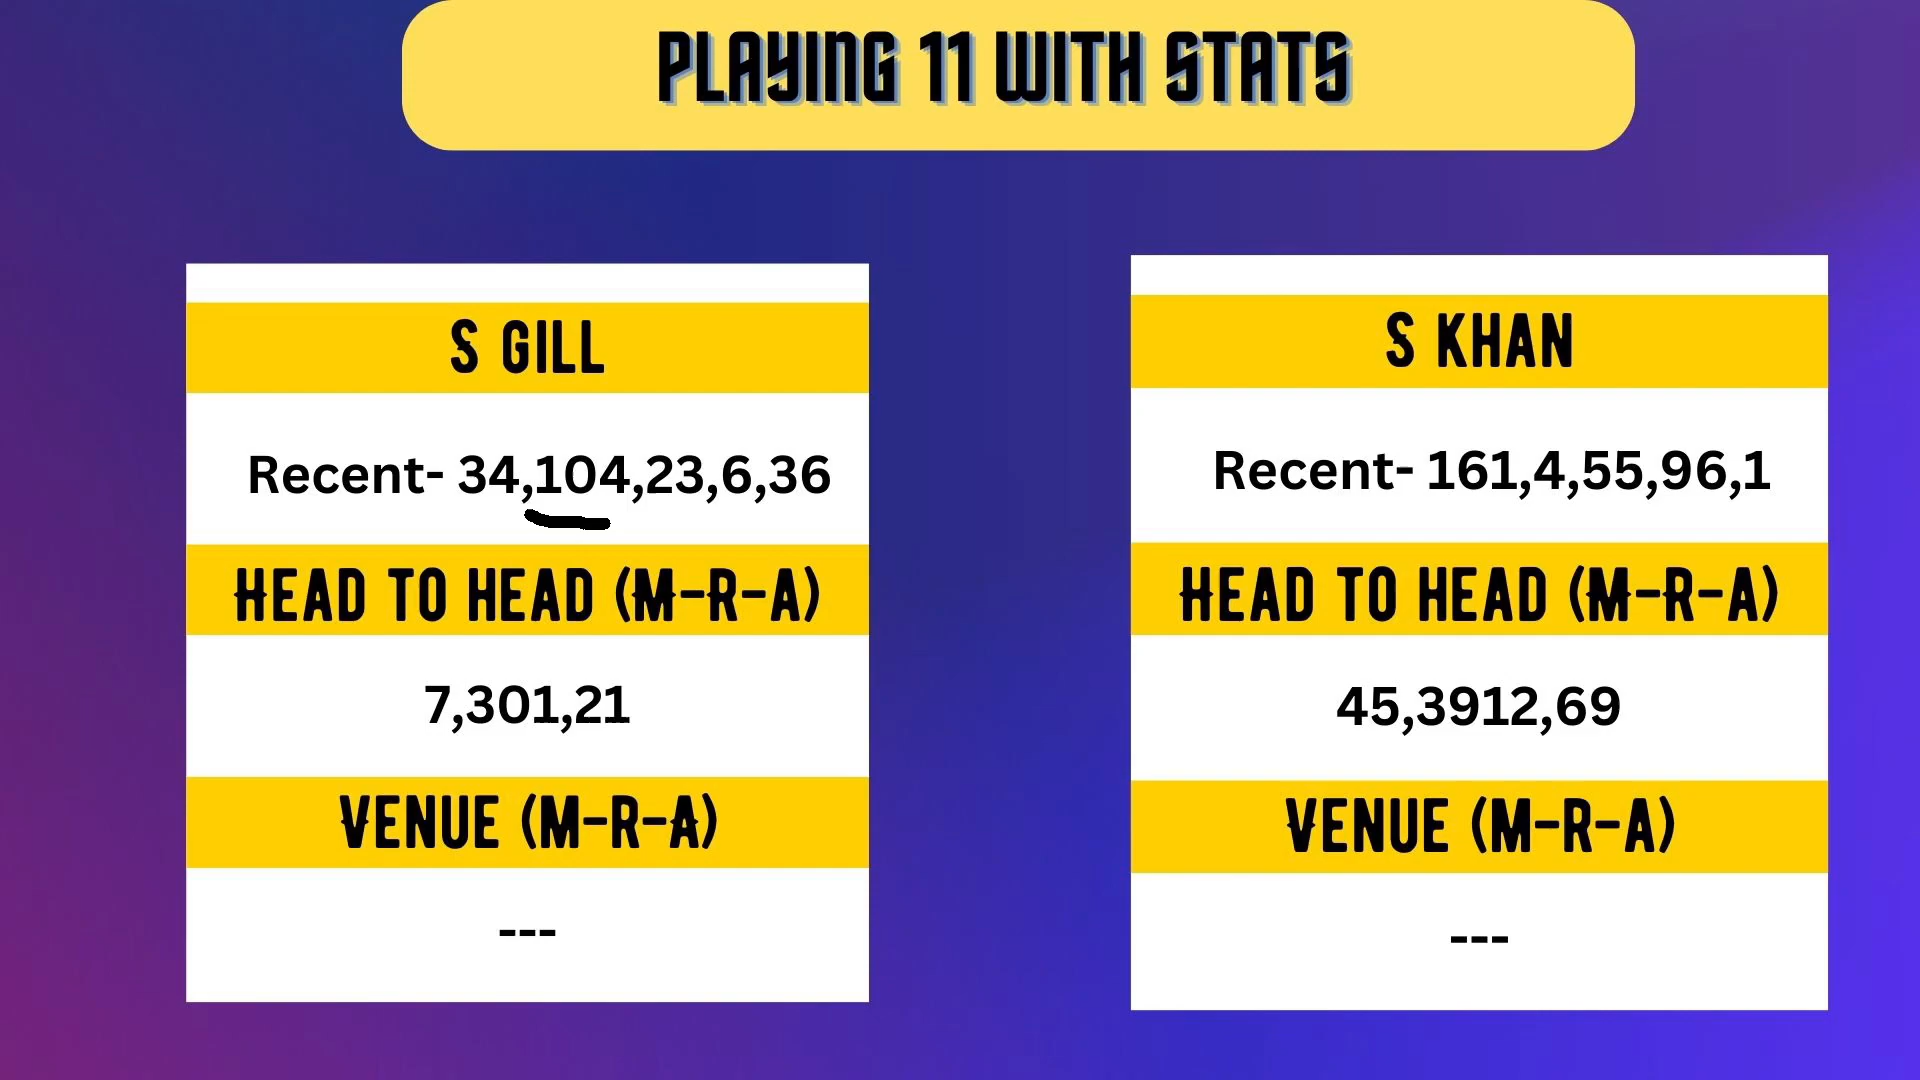 PLAYING 11 WITH STATS
S GILL
Recent- 34,104,23,6,36
HEAD TO HEAD (M-R-A)
7,301,21
VENUE (M-R-A)
---
S KHAN
Recent- 161,4,55,96,1
HEAD TO HEAD (M-R-A)
45,3912,69
VENUE (M-R-A)
---